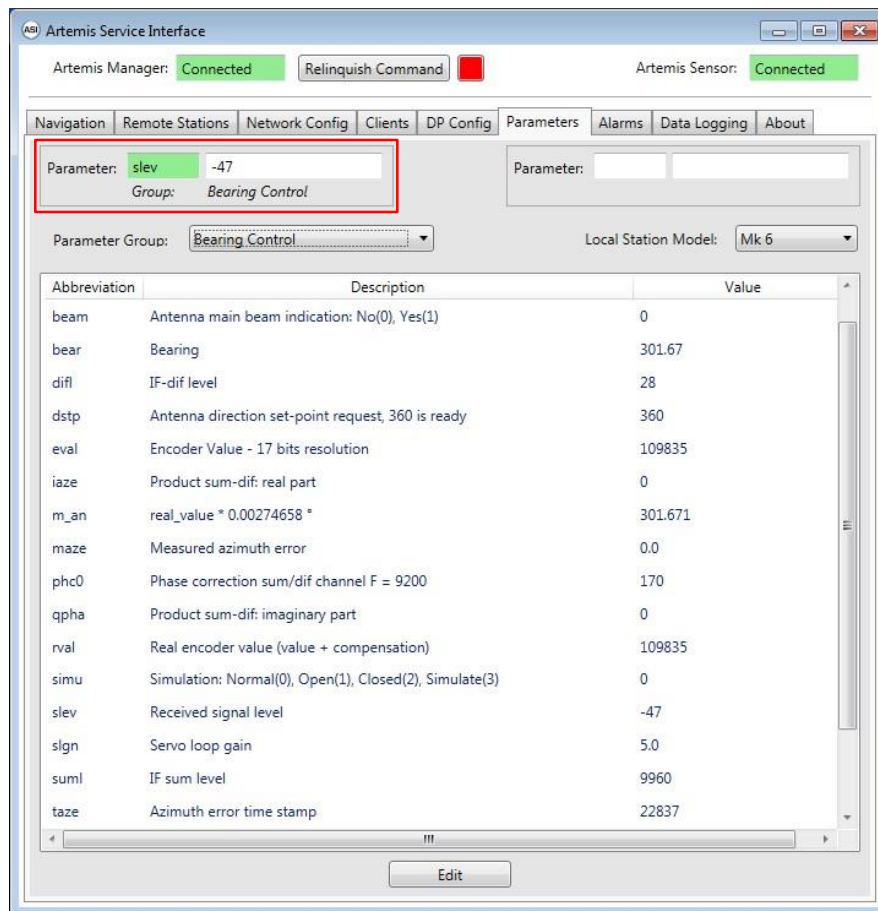 ASI Artemis Service Interface
Artemis Manager: Connected Relinquish Command Artemis Sensor: Connected
Navigation Remote Stations Network Config Clients DP Config Parameters Alarms Data Logging About
Parameter: slev -47 Parameter:
Group: Bearing Control
Parameter Group: Bearing Control Local Station Model: Mk 6
Abbreviation Description Value
beam Antenna main beam indication: No(0), Yes(1) 0
bear Bearing 301.67
difl IF-dif level 28
dstp Antenna direction set-point request, 360 is ready 360
eval Encoder Value - 17 bits resolution 109835
iaze Product sum-dif: real part 0
m_an real_value * 0.00274658 ° 301.671
maze Measured azimuth error 0.0
phc0 Phase correction sum/dif channel F = 9200 170
qpha Product sum-dif: imaginary part 0
rval Real encoder value (value + compensation) 109835
simu Simulation: Normal(0), Open(1), Closed(2), Simulate(3) 0
slev Received signal level -47
slgn Servo loop gain 5.0
suml IF sum level 9960
taze Azimuth error time stamp 22837
Edit